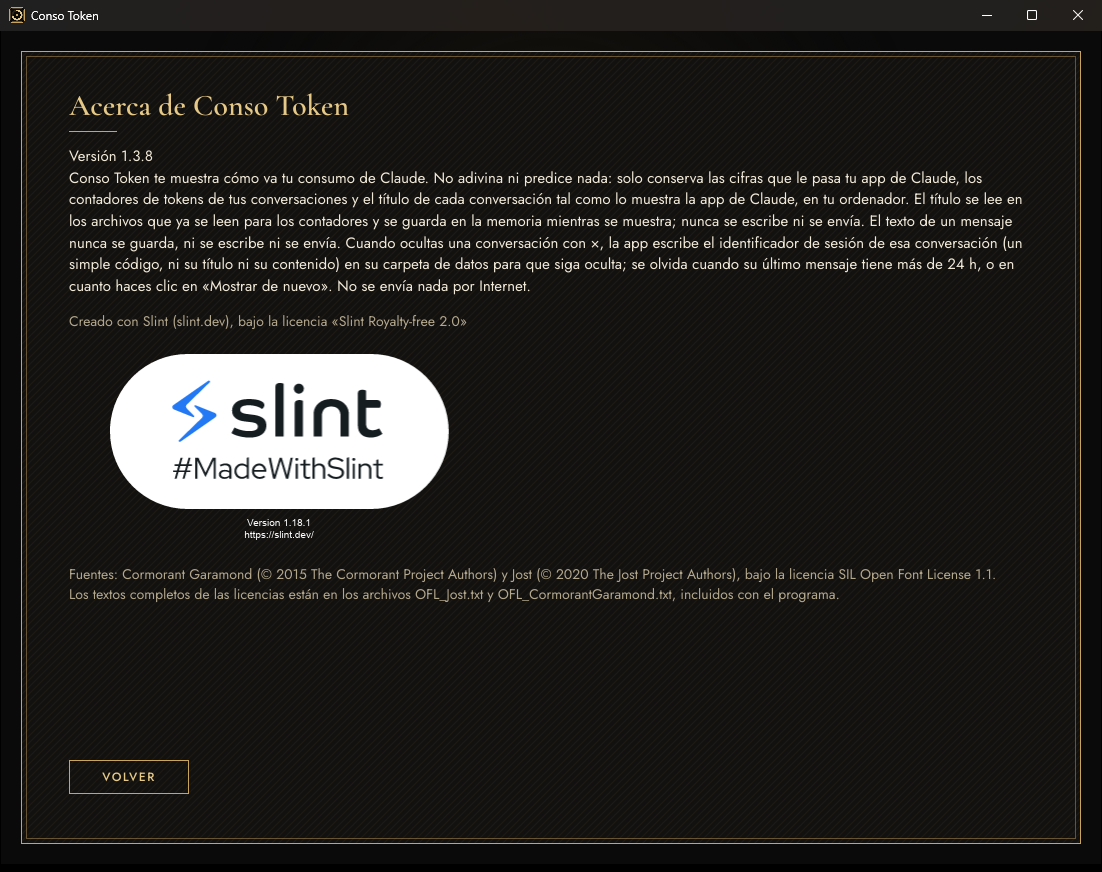 Conso Token
Acerca de Conso Token
Versión 1.3.8
Conso Token te muestra cómo va tu consumo de Claude. No adivina ni predice nada: solo conserva las cifras que le pasa tu app de Claude, los
contadores de tokens de tus conversaciones y el título de cada conversación tal como lo muestra la app de Claude, en tu ordenador. El título se lee en
los archivos que ya se leen para los contadores y se guarda en la memoria mientras se muestra; nunca se escribe ni se envía. El texto de un mensaje
nunca se guarda, ni se escribe ni se envía. Cuando ocultas una conversación con ×, la app escribe el identificador de sesión de esa conversación (un
simple código, ni su título ni su contenido) en su carpeta de datos para que siga oculta; se olvida cuando su último mensaje tiene más de 24 h, o en
cuanto haces clic en «Mostrar de nuevo». No se envía nada por Internet.
Creado con Slint (slint.dev), bajo la licencia «Slint Royalty-free 2.0»
slint
#MadeWithSlint
Version 1.18.1
https://slint.dev/
Fuentes: Cormorant Garamond (© 2015 The Cormorant Project Authors) y Jost (© 2020 The Jost Project Authors), bajo la licencia SIL Open Font License 1.1.
Los textos completos de las licencias están en los archivos OFL_Jost.txt y OFL_CormorantGaramond.txt, incluidos con el programa.
VOLVER